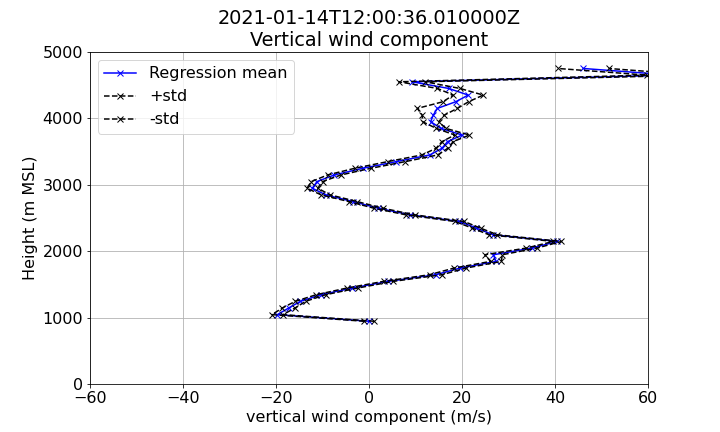 2021-01-14T12:00:36.010000Z
Vertical wind component
5000
4000
3000
2000
1000
0
Height (m MSL)
Regression mean
+std
-std
−60
−40
−20
0
20
40
60
vertical wind component (m/s)